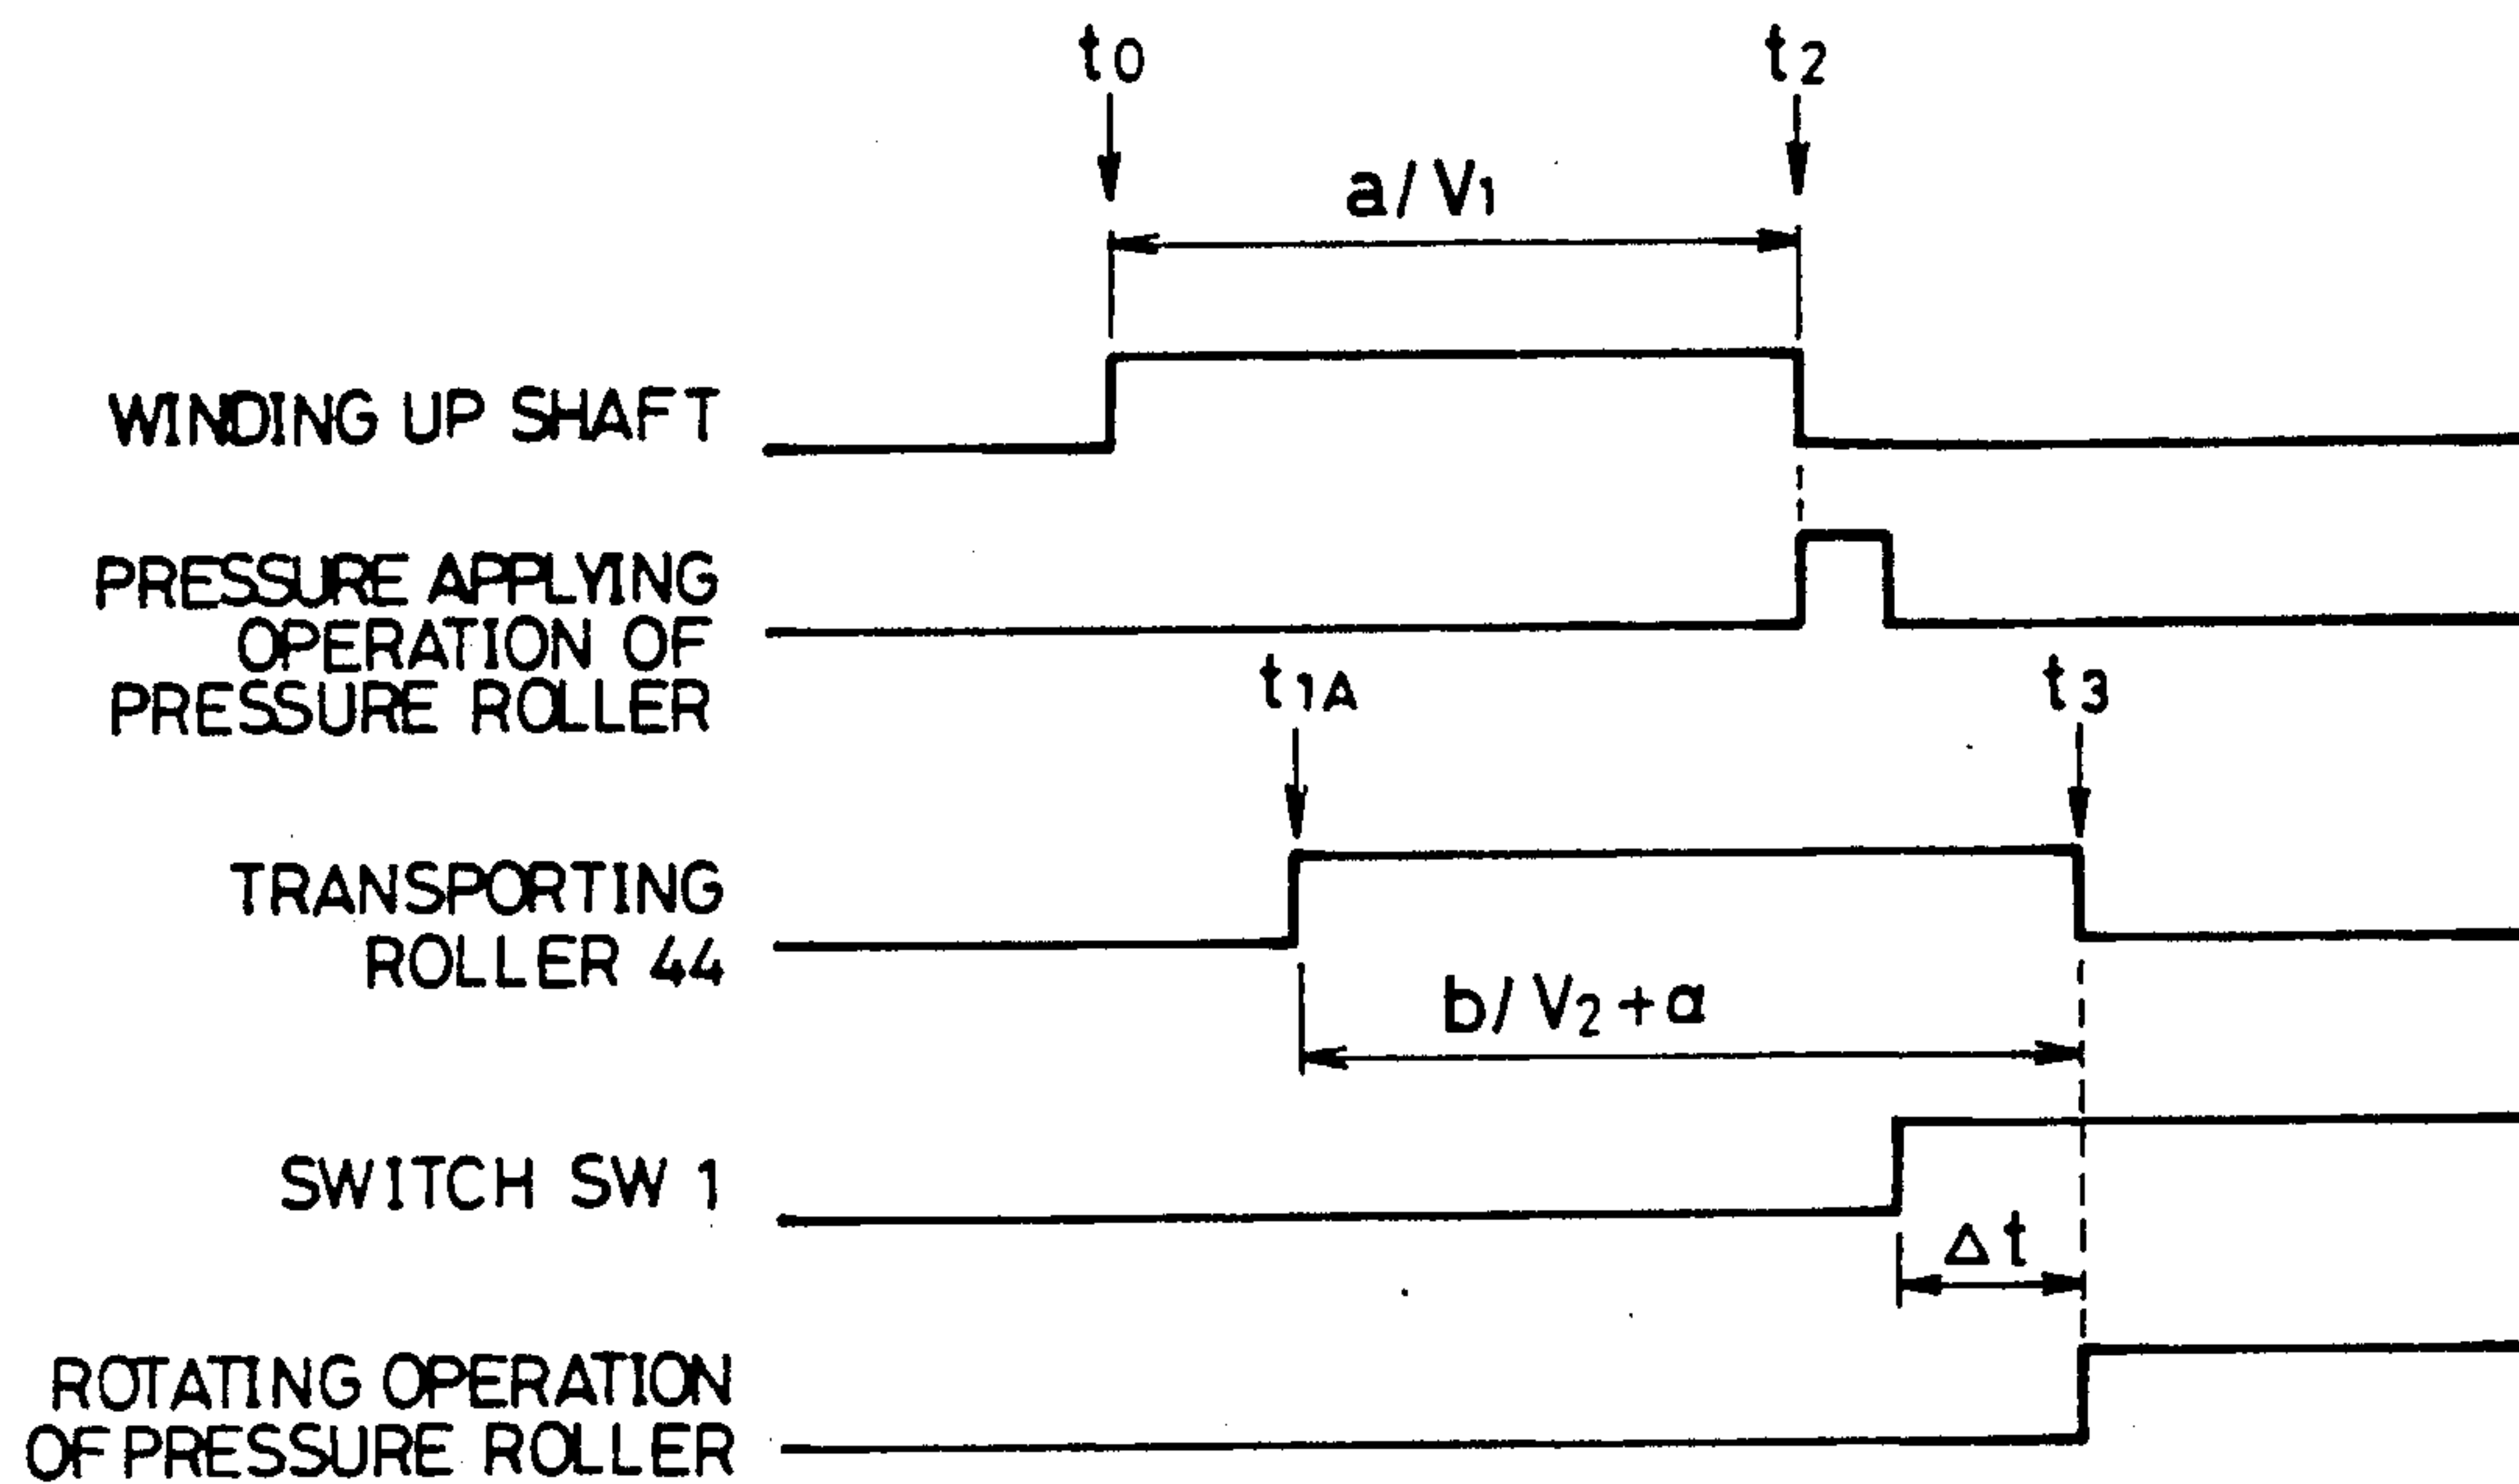 t0
t2
a/V1
WINDING UP SHAFT
PRESSURE APPLYING
OPERATION OF
PRESSURE ROLLER
t1A
t3
TRANSPORTING
ROLLER 44
b/V2+α
SWITCH SW 1
Δt
ROTATING OPERATION
OF PRESSURE ROLLER